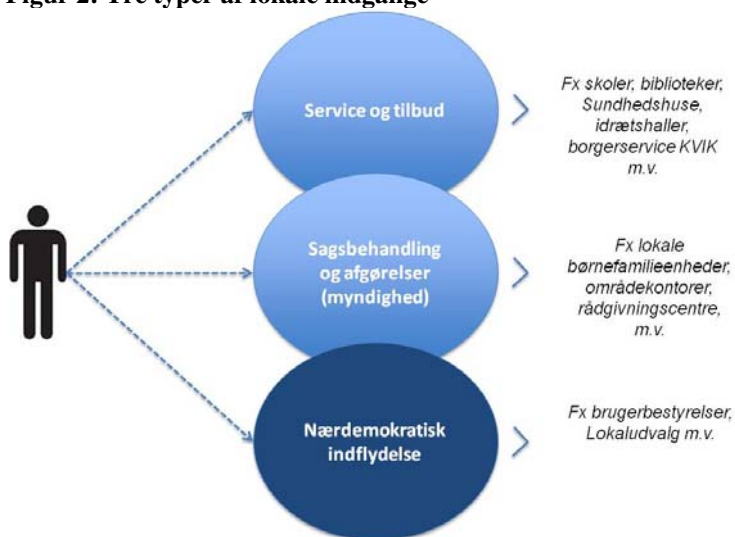 Figur 2: Tre typer af lokale indgange
Service og tilbud
Fx skoler, biblioteker,
Sundhedshuse,
idrætshaller,
borgerservice KVIK
m.v.
Sagsbehandling
og afgørelser
(myndighed)
Fx lokale
børnefamilieenheder,
områdekontorer,
rådgivningscentre,
m.v.
Nærdemokratisk
indflydelse
Fx brugerbestyrelser,
Lokaludvalg m.v.